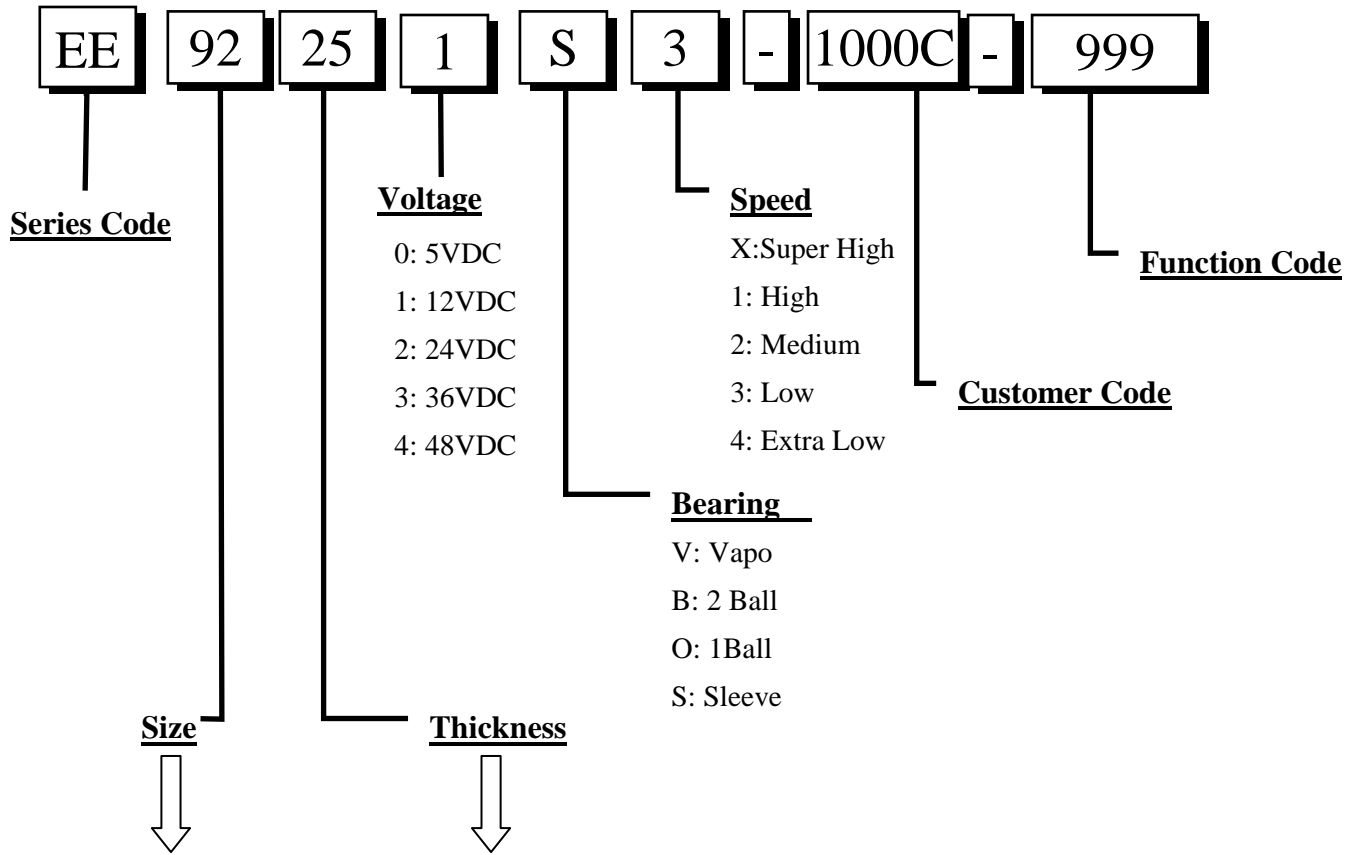 EE 92 25 1 S 3 - 1000C - 999
Series Code
Voltage
0: 5VDC
1: 12VDC
2: 24VDC
3: 36VDC
4: 48VDC
Speed
X:Super High
1: High
2: Medium
3: Low
4: Extra Low
Function Code
Customer Code
Bearing
V: Vapo
B: 2 Ball
O: 1Ball
S: Sleeve
Size
Thickness